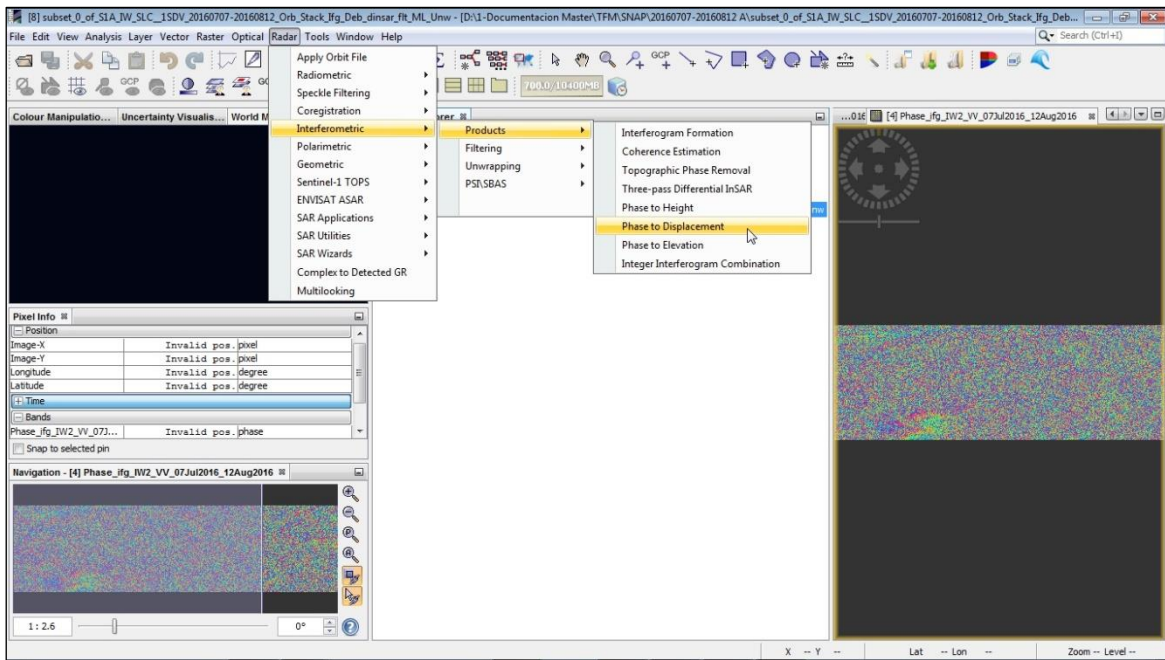 [8] subset_0_of_S1A_IW_SLC__1SDV_20160707-20160812_Orb_Stack_Ifg_Deb_dinsar_flt_ML_Unw - [D:\1-Documentacion Master\TFM\SNAP\20160707-20160812 A\subset_0_of_S1A_IW_SLC__1SDV_20160707-20160812_Orb_Stack_Ifg_Deb...
File Edit View Analysis Layer Vector Raster Optical Radar Tools Window Help
Search (Ctrl+I)
GCP
GCP
700.0/10400MB
Apply Orbit File
Radiometric
Speckle Filtering
Coregistration
Interferometric
Polarimetric
Geometric
Sentinel-1 TOPS
ENVISAT ASAR
SAR Applications
SAR Utilities
SAR Wizards
Complex to Detected GR
Multilooking
Products
Filtering
Unwrapping
PSI\SBAS
Interferogram Formation
Coherence Estimation
Topographic Phase Removal
Three-pass Differential InSAR
Phase to Height
Phase to Displacement
Phase to Elevation
Integer Interferogram Combination
Colour Manipulatio... Uncertainty Visualis... World M
rer
...016 [4] Phase_ifg_IW2_VV_07Jul2016_12Aug2016
nw
Pixel Info
Position
Image-X Invalid pos. pixel
Image-Y Invalid pos. pixel
Longitude Invalid pos. degree
Latitude Invalid pos. degree
Time
Bands
Phase_ifg_IW2_VV_07J... Invalid pos. phase
Snap to selected pin
Navigation - [4] Phase_ifg_IW2_VV_07Jul2016_12Aug2016
1 : 2.6 0°
X -- Y -- Lat -- Lon -- Zoom -- Level --